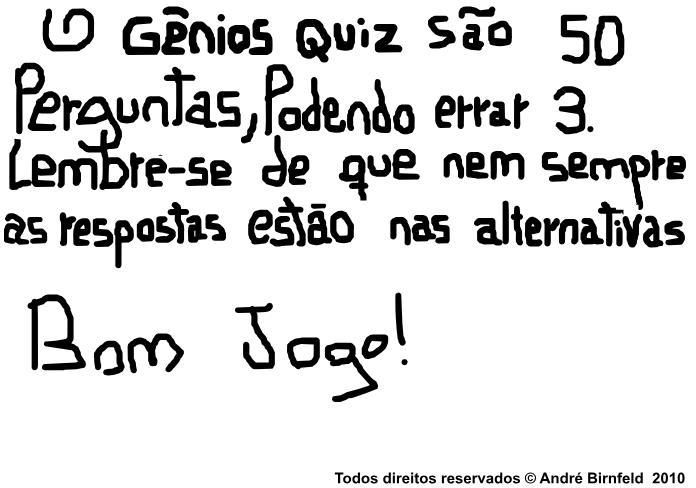 O Gênios Quiz são 50
Perguntas, Podendo errar 3.
Lembre-se de que nem sempre
as respostas estão nas alternativas
Bom Jogo!
Todos direitos reservados © André Birnfeld 2010